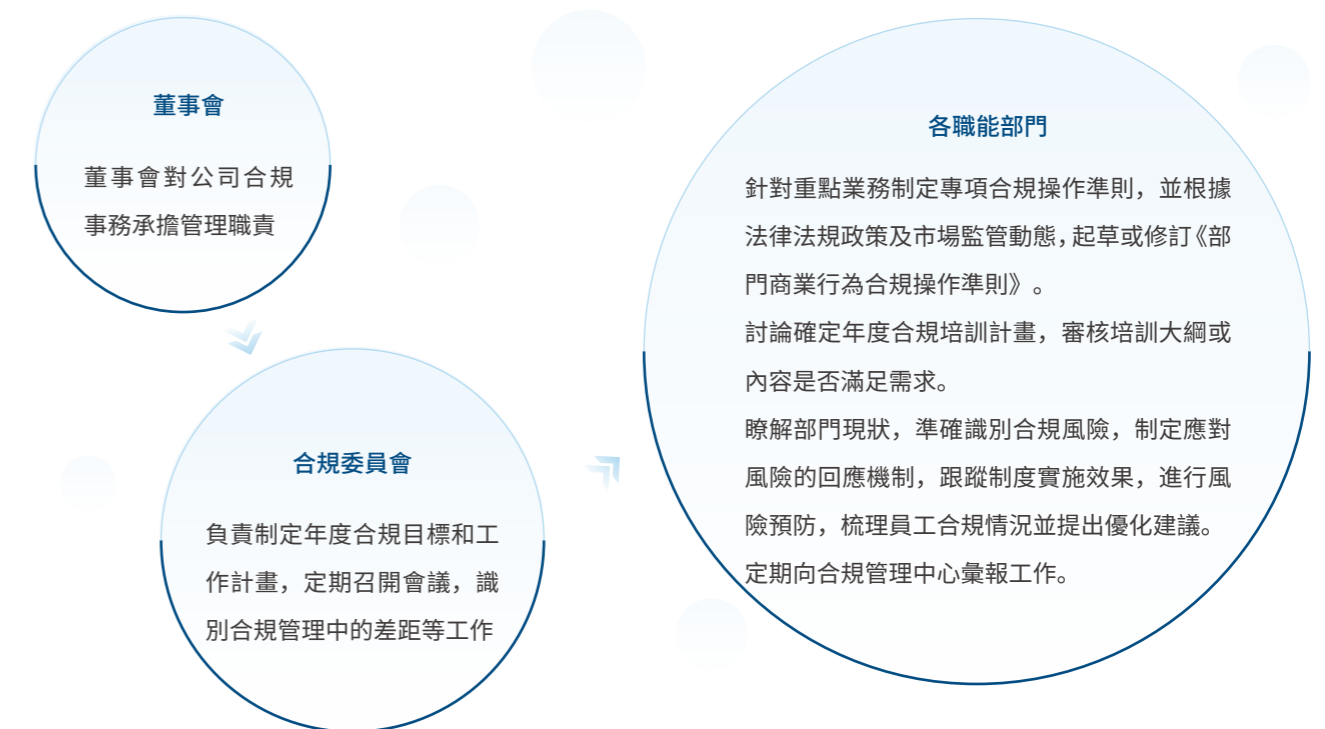 董事會
董事會對公司合規
事務承擔管理職責
合規委員會
負責制定年度合規目標和工
作計畫，定期召開會議，識
別合規管理中的差距等工作
各職能部門
針對重點業務制定專項合規操作準則，並根據
法律法規政策及市場監管動態，起草或修訂《部
門商業行為合規操作準則》。
討論確定年度合規培訓計畫，審核培訓大綱或
內容是否滿足需求。
瞭解部門現狀，準確識別合規風險，制定應對
風險的回應機制，跟蹤制度實施效果，進行風
險預防，梳理員工合規情況並提出優化建議。
定期向合規管理中心彙報工作。